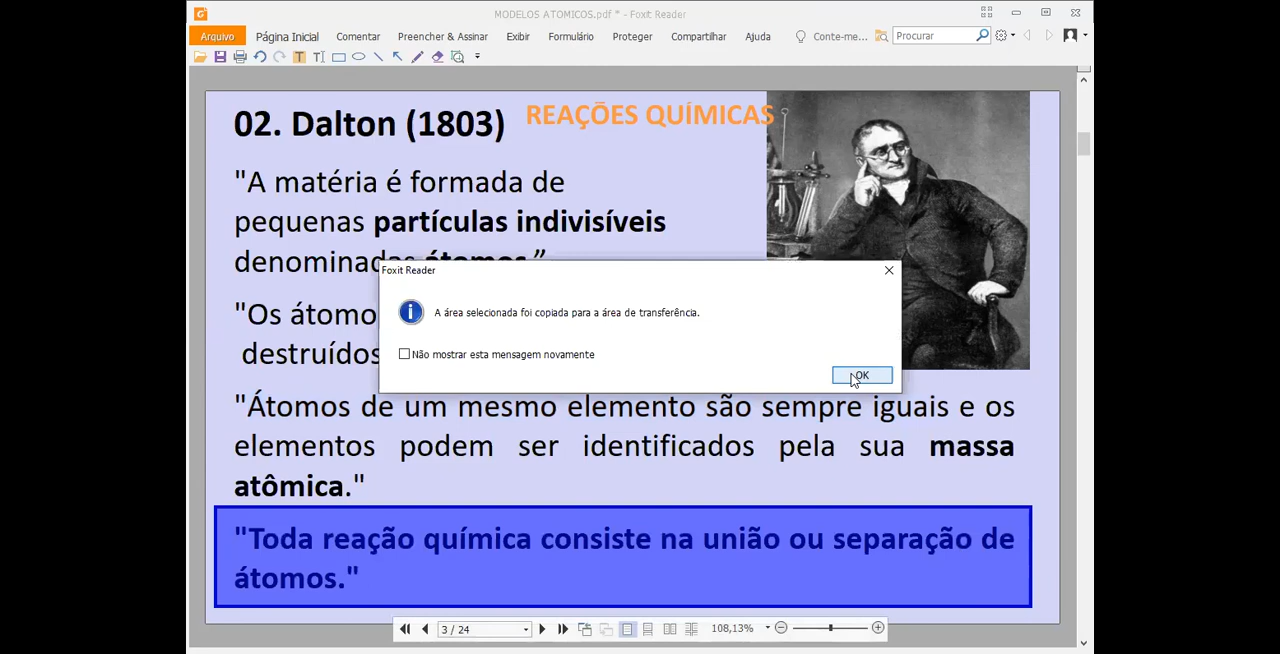 MODELOS ATOMICOS.pdf * - Foxit Reader
Arquivo Página Inicial Comentar Preencher & Assinar Exibir Formulário Proteger Compartilhar Ajuda Conte-me... Procurar
02. Dalton (1803) REAÇÕES QUÍMICAS
"A matéria é formada de
pequenas partículas indivisíveis
denominadas átomos."
Foxit Reader
A área selecionada foi copiada para a área de transferência.
Não mostrar esta mensagem novamente
OK
"Os átomo
destruídos
"Átomos de um mesmo elemento são sempre iguais e os
elementos podem ser identificados pela sua massa
atômica."
"Toda reação química consiste na união ou separação de
átomos."
3 / 24 108,13%